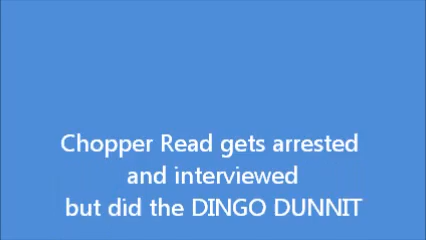 Chopper Read gets arrested
and interviewed
but did the DINGO DUNNIT